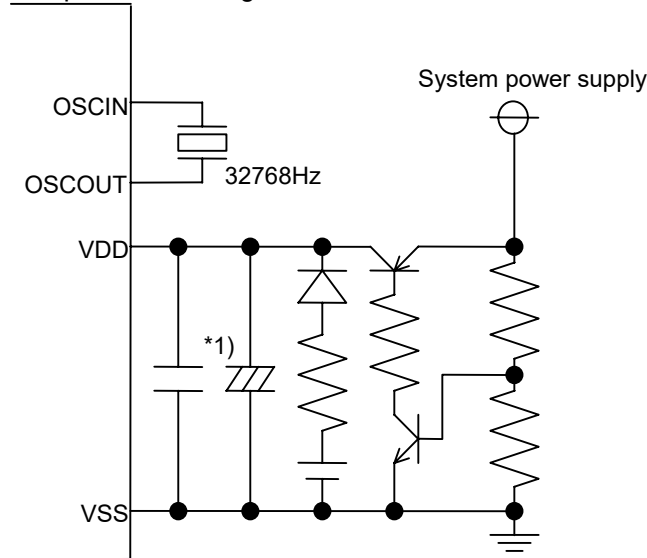 System power supply
OSCIN
OSCOUT
32768Hz
VDD
*1)
VSS